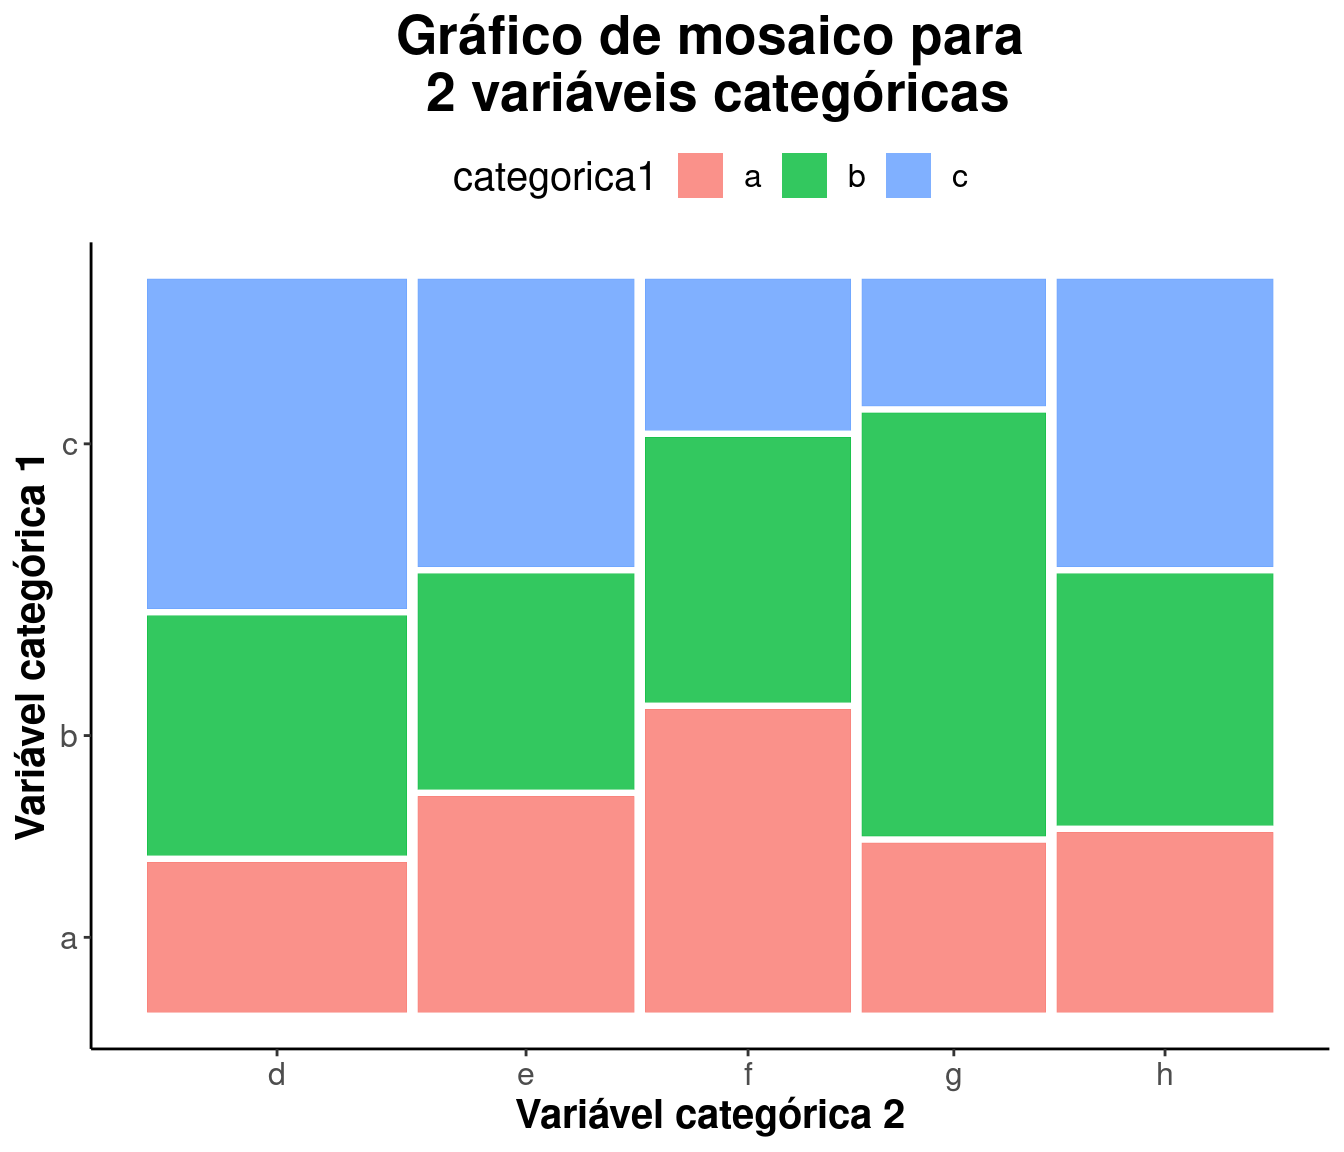 Gráfico de mosaico para
2 variáveis categóricas
categorica1 a b c
Variável categórica 1
c
b
a
d e f g h
Variável categórica 2